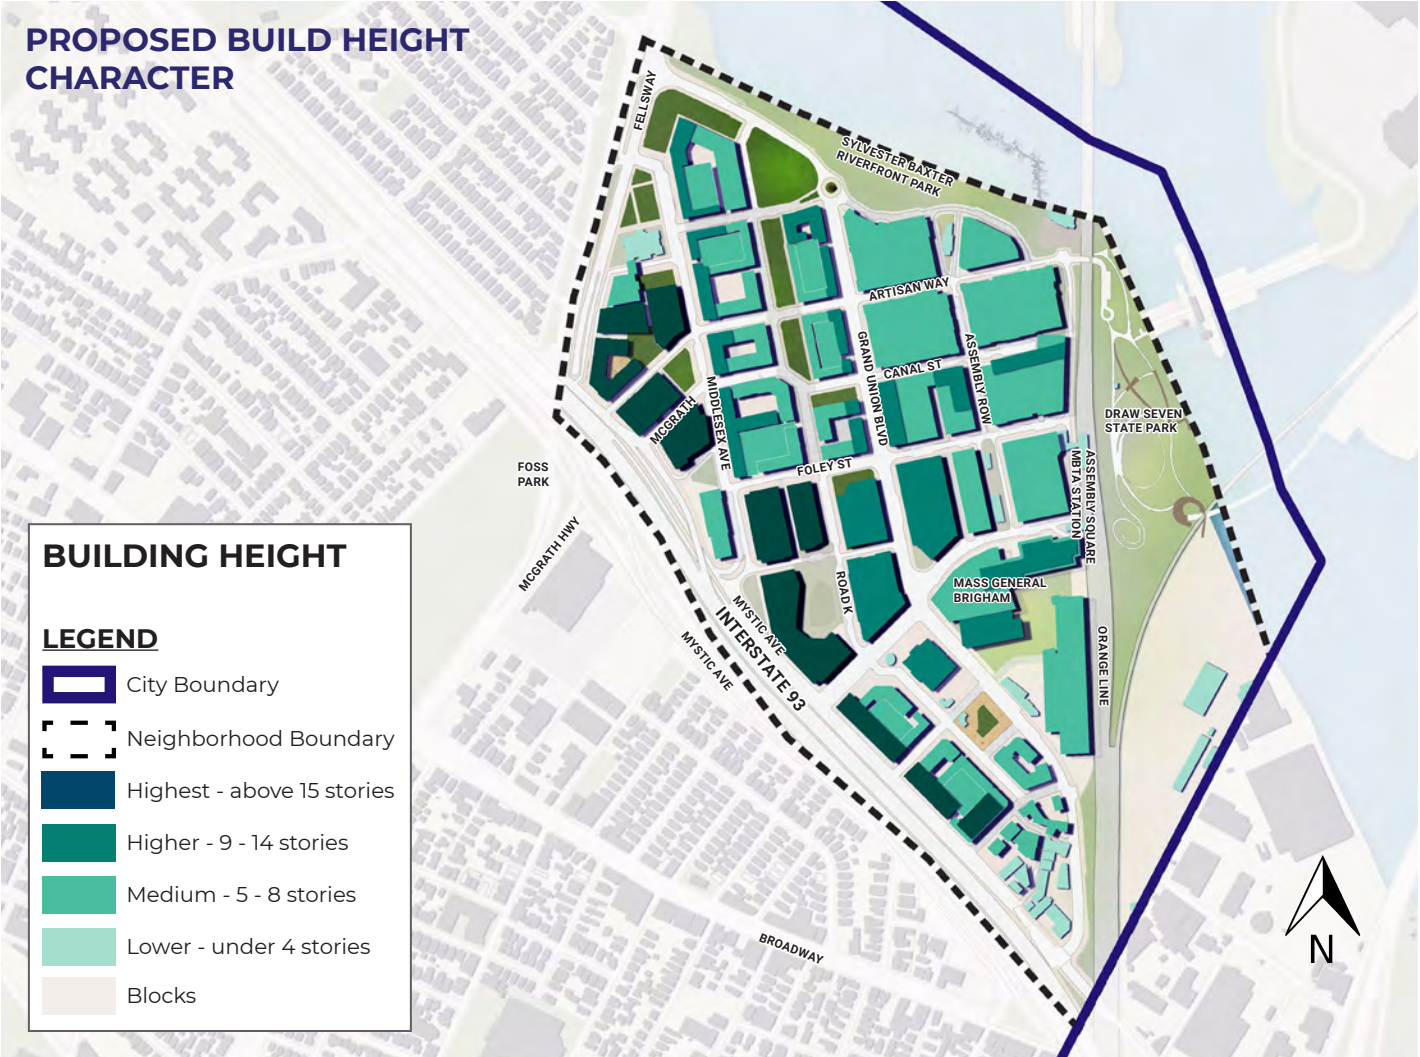 PROPOSED BUILD HEIGHT
CHARACTER
FELLSWAY
SYLVESTER BAXTER
RIVERFRONT PARK
ARTISAN WAY
GRAND UNION BLVD
CANAL ST
ASSEMBLY ROW
MIDDLESEX AVE
MCGRATH
DRAW SEVEN
STATE PARK
FOLEY ST
FOSS
PARK
ASSEMBLY SQUARE
MBTA STATION
MCGRATH HWY
ROAD K
MASS GENERAL
BRIGHAM
MYSTIC AVE
INTERSTATE 93
MYSTIC AVE
ORANGE LINE
BROADWAY
BUILDING HEIGHT
LEGEND
City Boundary
Neighborhood Boundary
Highest - above 15 stories
Higher - 9 - 14 stories
Medium - 5 - 8 stories
Lower - under 4 stories
Blocks
N